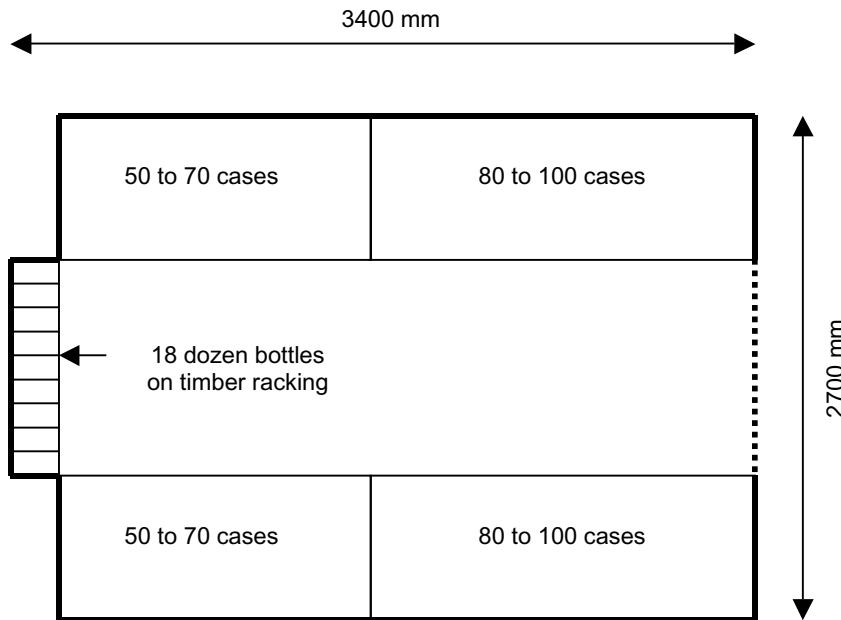 3400 mm
50 to 70 cases
80 to 100 cases
18 dozen bottles
on timber racking
2700 mm
50 to 70 cases
80 to 100 cases